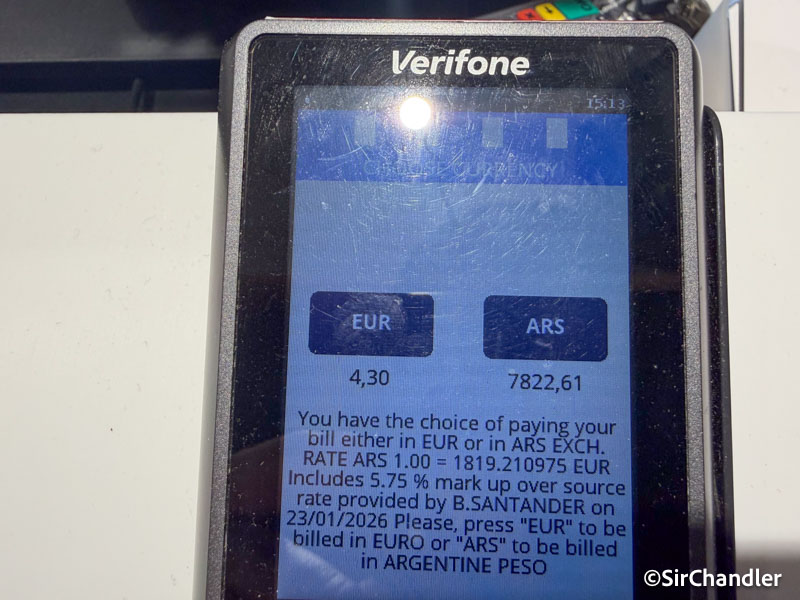 Verifone
15:13
CHOOSE CURRENCY!
EUR
ARS
4,30
7822,61
You have the choice of paying your
bill either in EUR or in ARS EXCH.
RATE ARS 1.00 = 1819.210975 EUR
Includes 5.75 % mark up over source
rate provided by B.SANTANDER on
23/01/2026 Please, press "EUR" to be
billed in EURO or "ARS" to be billed
in ARGENTINE PESO
©SirChandler